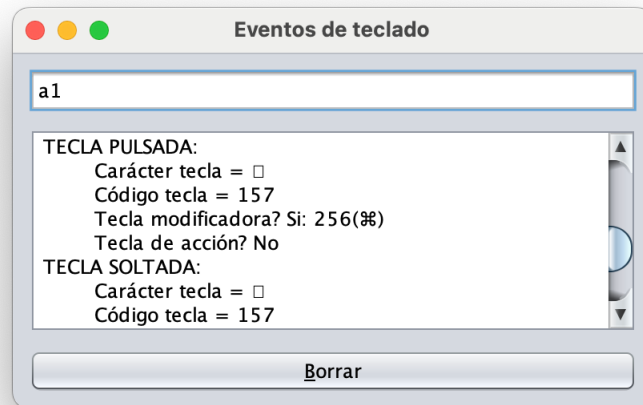 Eventos de teclado
a1
TECLA PULSADA:
Carácter tecla = □
Código tecla = 157
Tecla modificadora? Si: 256(⌘)
Tecla de acción? No
TECLA SOLTADA:
Carácter tecla = □
Código tecla = 157
Borrar